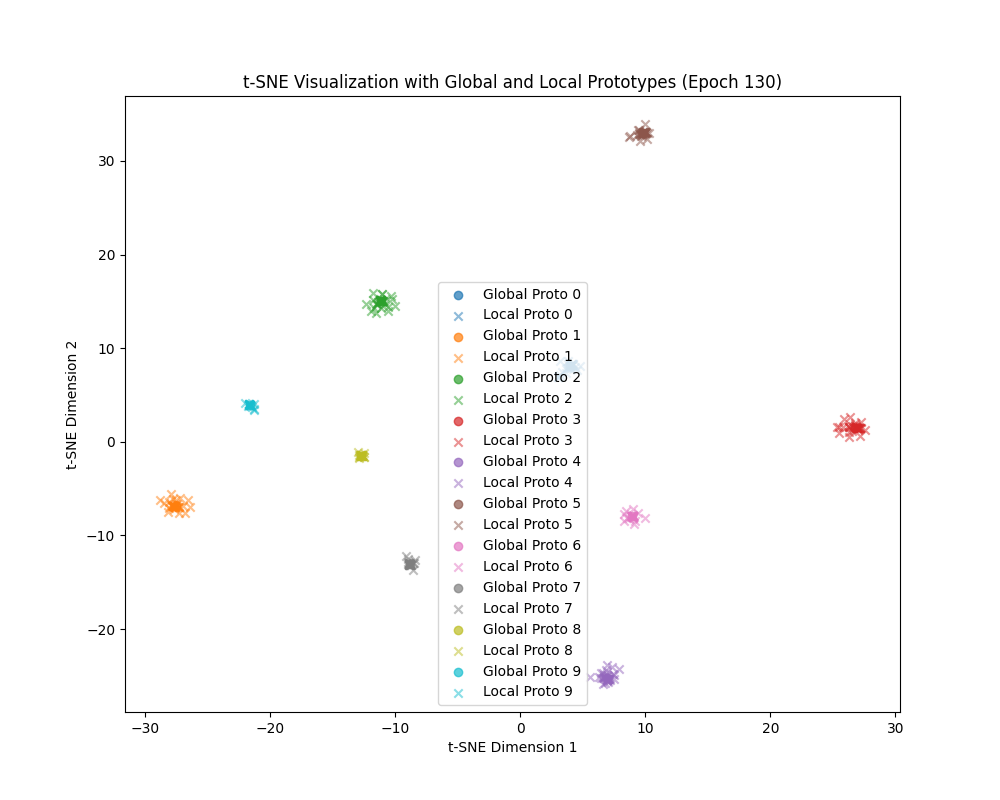 t-SNE Visualization with Global and Local Prototypes (Epoch 130)
t-SNE Dimension 2
30
20
10
0
−10
−20
Global Proto 0
Local Proto 0
Global Proto 1
Local Proto 1
Global Proto 2
Local Proto 2
Global Proto 3
Local Proto 3
Global Proto 4
Local Proto 4
Global Proto 5
Local Proto 5
Global Proto 6
Local Proto 6
Global Proto 7
Local Proto 7
Global Proto 8
Local Proto 8
Global Proto 9
Local Proto 9
−30 −20 −10 0 10 20 30
t-SNE Dimension 1